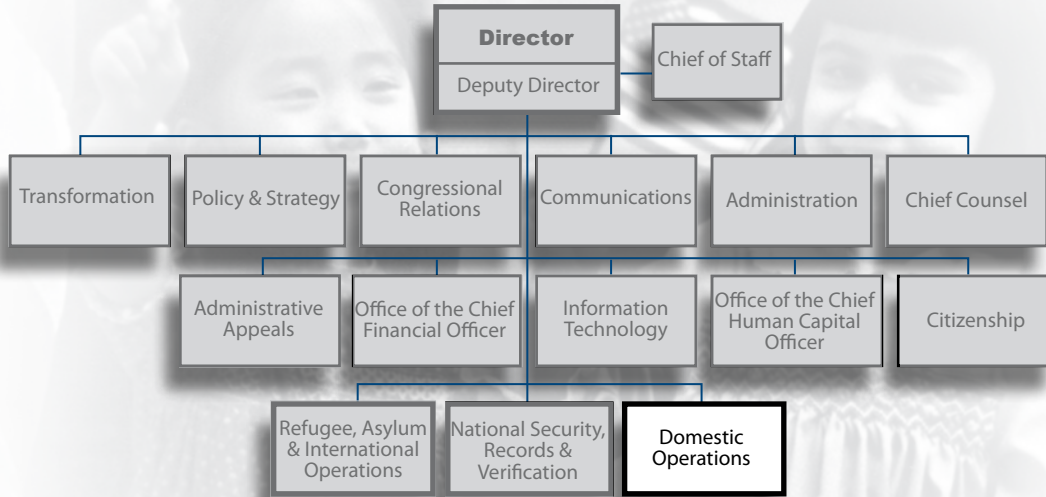 Director
Deputy Director
Chief of Staff
Transformation
Policy & Strategy
Congressional
Relations
Communications
Administration
Chief Counsel
Administrative
Appeals
Office of the Chief
Financial Officer
Information
Technology
Office of the Chief
Human Capital
Officer
Citizenship
Refugee, Asylum
& International
Operations
National Security,
Records &
Verification
Domestic
Operations